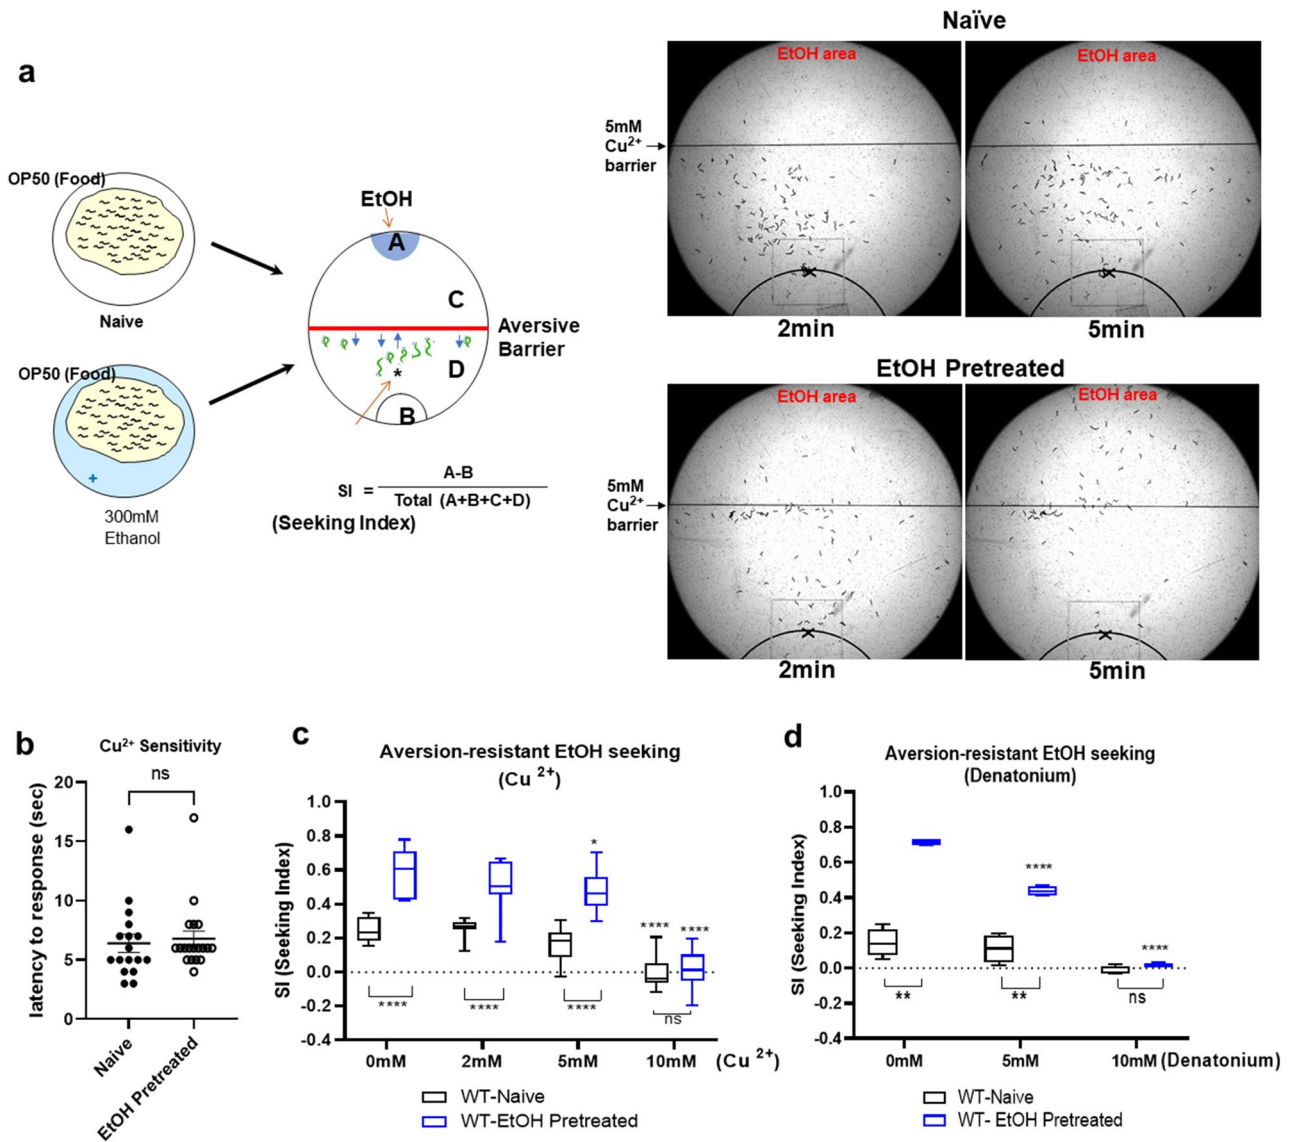 a
OP50 (Food)
Naive
OP50 (Food)
+
300mM
Ethanol
EtOH
A
C
Aversive
Barrier
D
*
B
SI = A-B
Total (A+B+C+D)
(Seeking Index)
Naïve
EtOH area
EtOH area
5mM
Cu2+
barrier
2min
5min
EtOH Pretreated
EtOH area
EtOH area
5mM
Cu2+
barrier
2min
5min
b
Cu2+ Sensitivity
ns
latency to response (sec)
20
15
10
5
0
Naive
EtOH Pretreated
c
Aversion-resistant EtOH seeking
(Cu 2+)
SI (Seeking Index)
1.0
0.8
0.6
0.4
0.2
0.0
-0.2
-0.4
*
****
****
****
****
****
ns
0mM
2mM
5mM
10mM
(Cu 2+)
WT-Naive
WT-EtOH Pretreated
d
Aversion-resistant EtOH seeking
(Denatonium)
SI (Seeking Index)
1.0
0.8
0.6
0.4
0.2
0.0
-0.2
-0.4
****
****
**
**
ns
0mM
5mM
10mM (Denatonium)
WT-Naive
WT- EtOH Pretreated